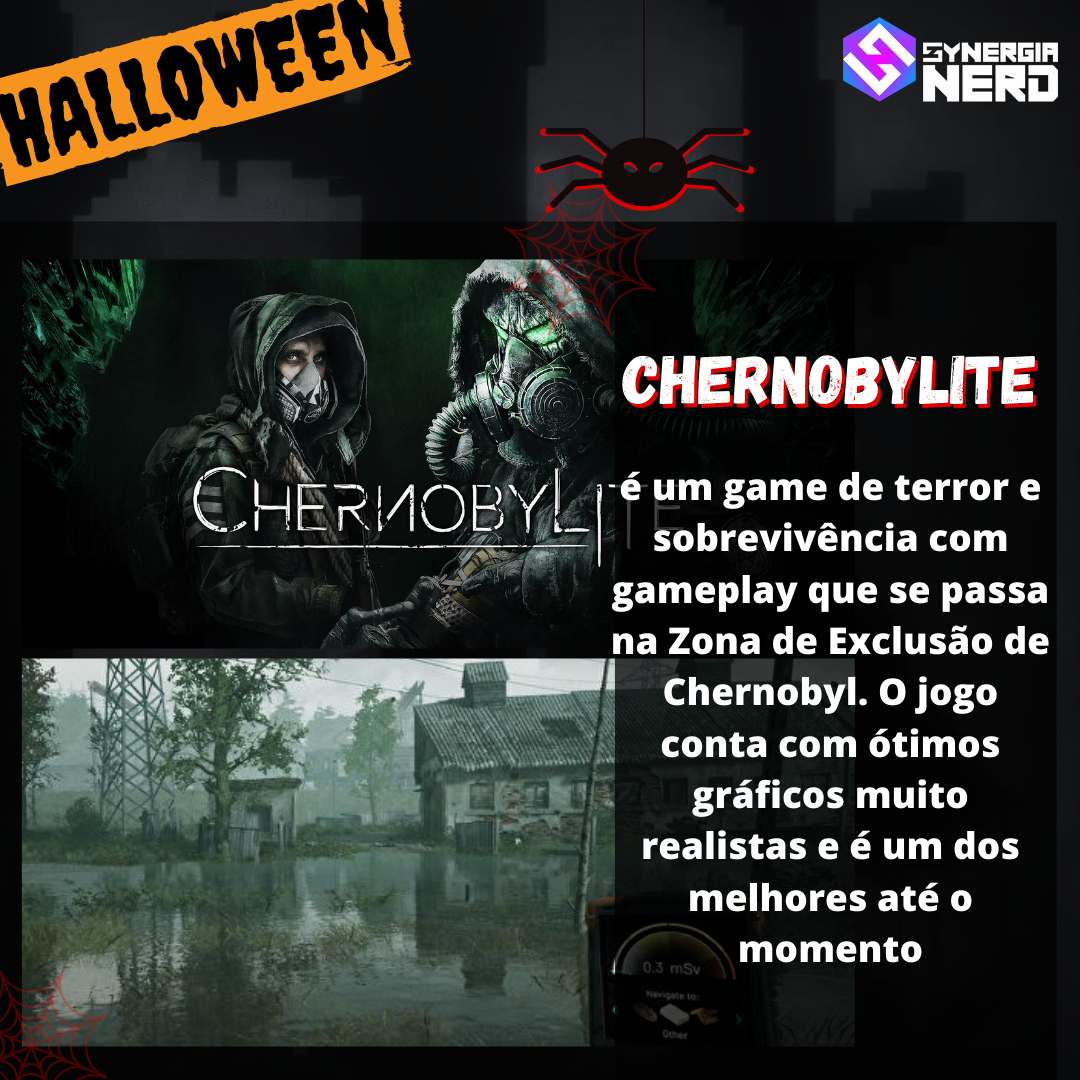 HALLOWEEN
SYNERGIA
NERD
CHERNOBYLITE
CHERNOBYLITE
é um game de terror e
sobrevivência com
gameplay que se passa
na Zona de Exclusão de
Chernobyl. O jogo
conta com ótimos
gráficos muito
realistas e é um dos
melhores até o
momento
0.3 mSv
Navigate to:
Other